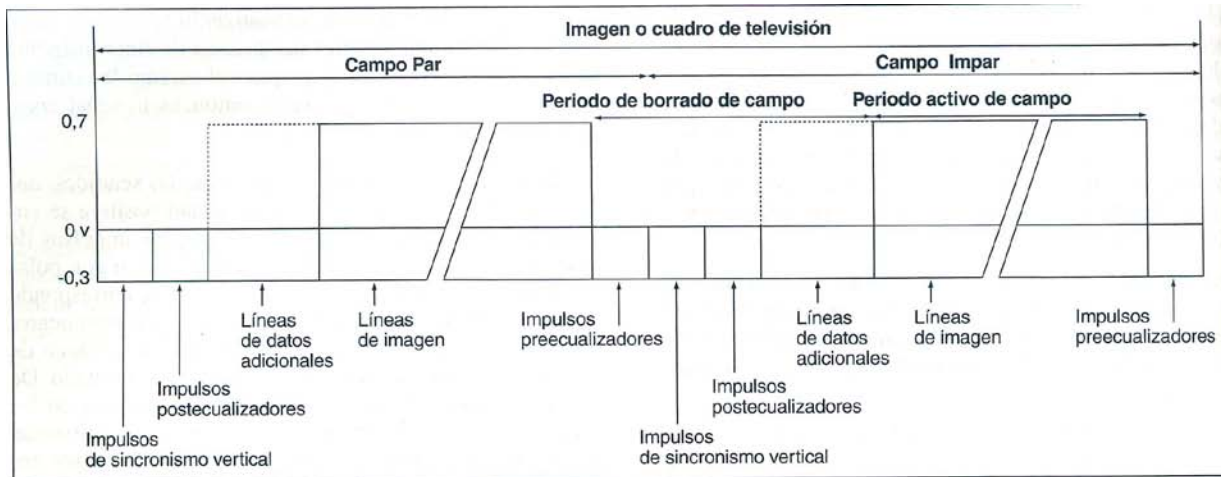 Imagen o cuadro de televisión
Campo Par
Campo Impar
Periodo de borrado de campo
Periodo activo de campo
0,7
0 v
-0,3
Líneas
de datos
adicionales
Líneas
de imagen
Impulsos
preecualizadores
Líneas
de datos
adicionales
Líneas
de imagen
Impulsos
preecualizadores
Impulsos
postecualizadores
Impulsos
postecualizadores
Impulsos
de sincronismo vertical
Impulsos
de sincronismo vertical